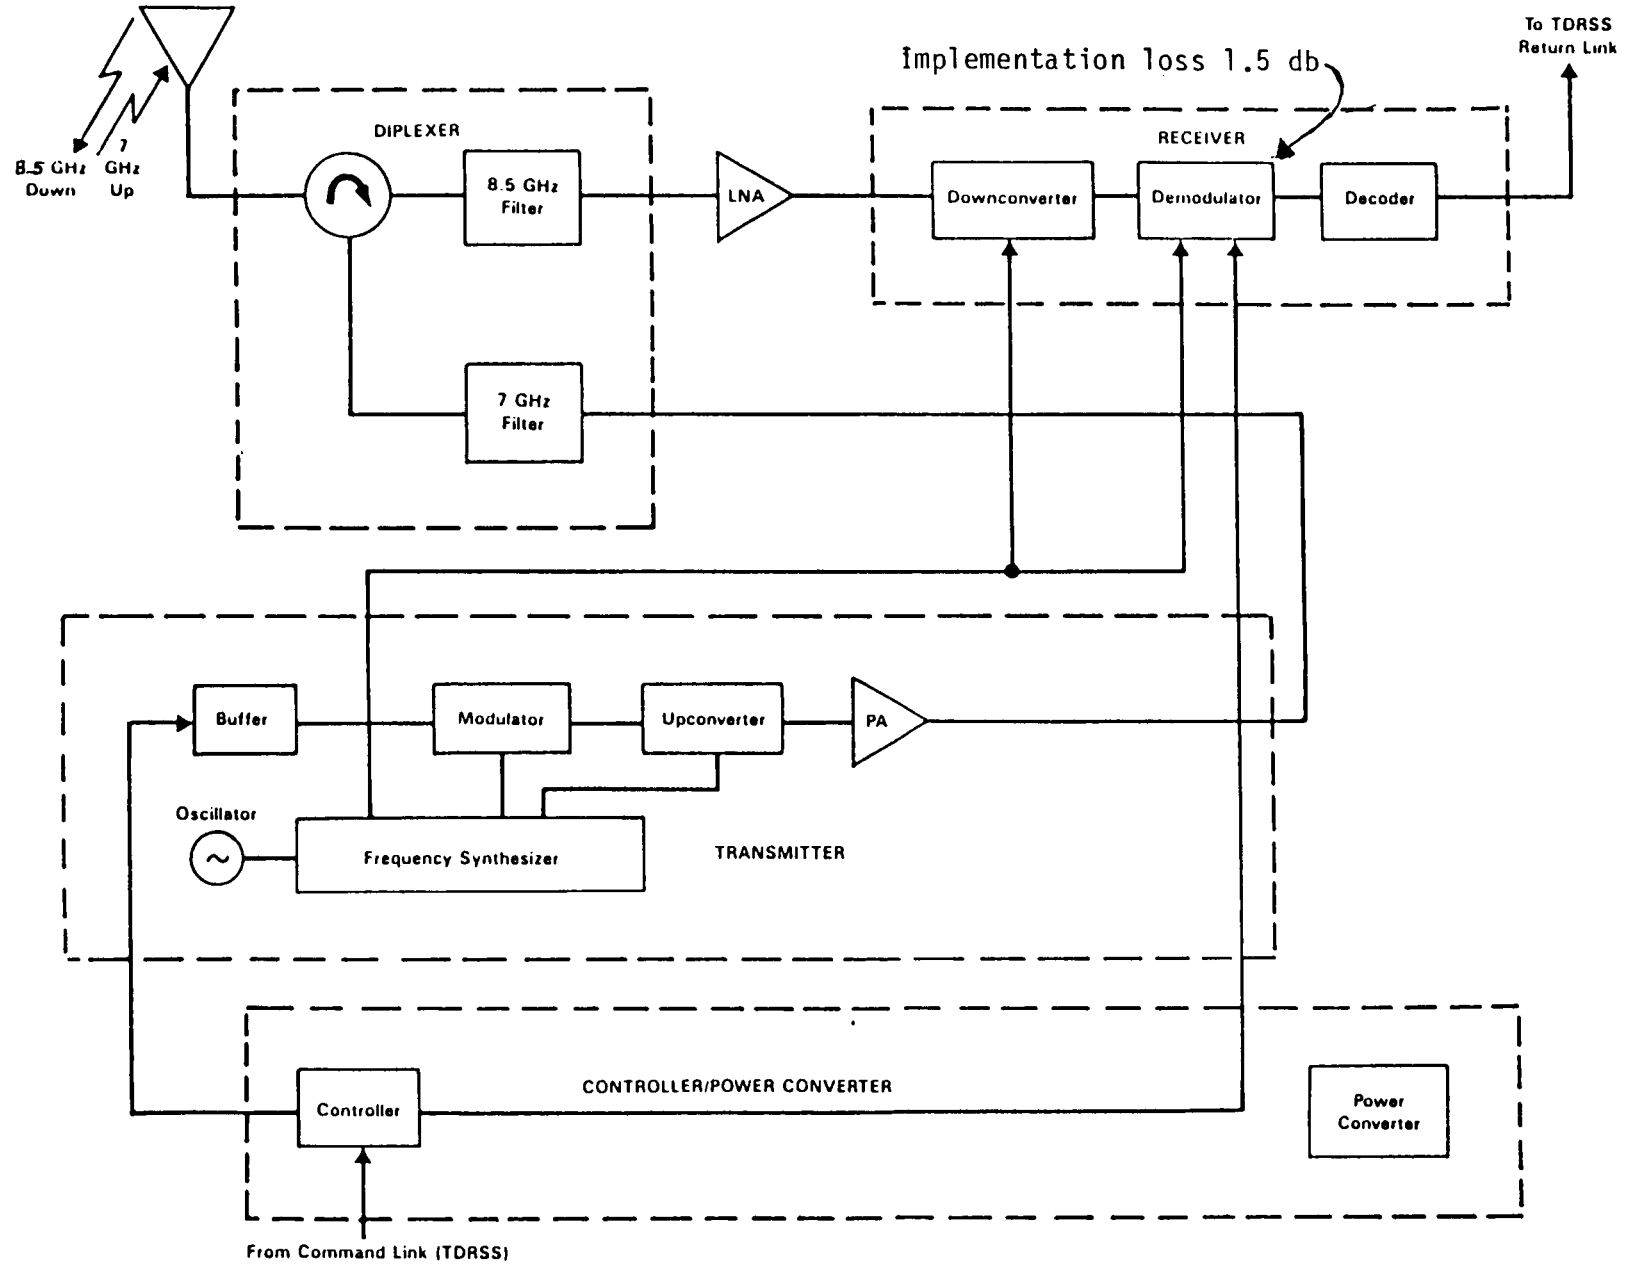 To TDRSS
Return Link
Implementation loss 1.5 db
DIPLEXER
RECEIVER
8.5 GHz
Down
7
GHz
Up
8.5 GHz
Filter
LNA
Downconverter
Demodulator
Decoder
7 GHz
Filter
Buffer
Modulator
Upconverter
PA
Oscillator
~
Frequency Synthesizer
TRANSMITTER
CONTROLLER/POWER CONVERTER
Controller
Power
Converter
From Command Link (TDRSS)